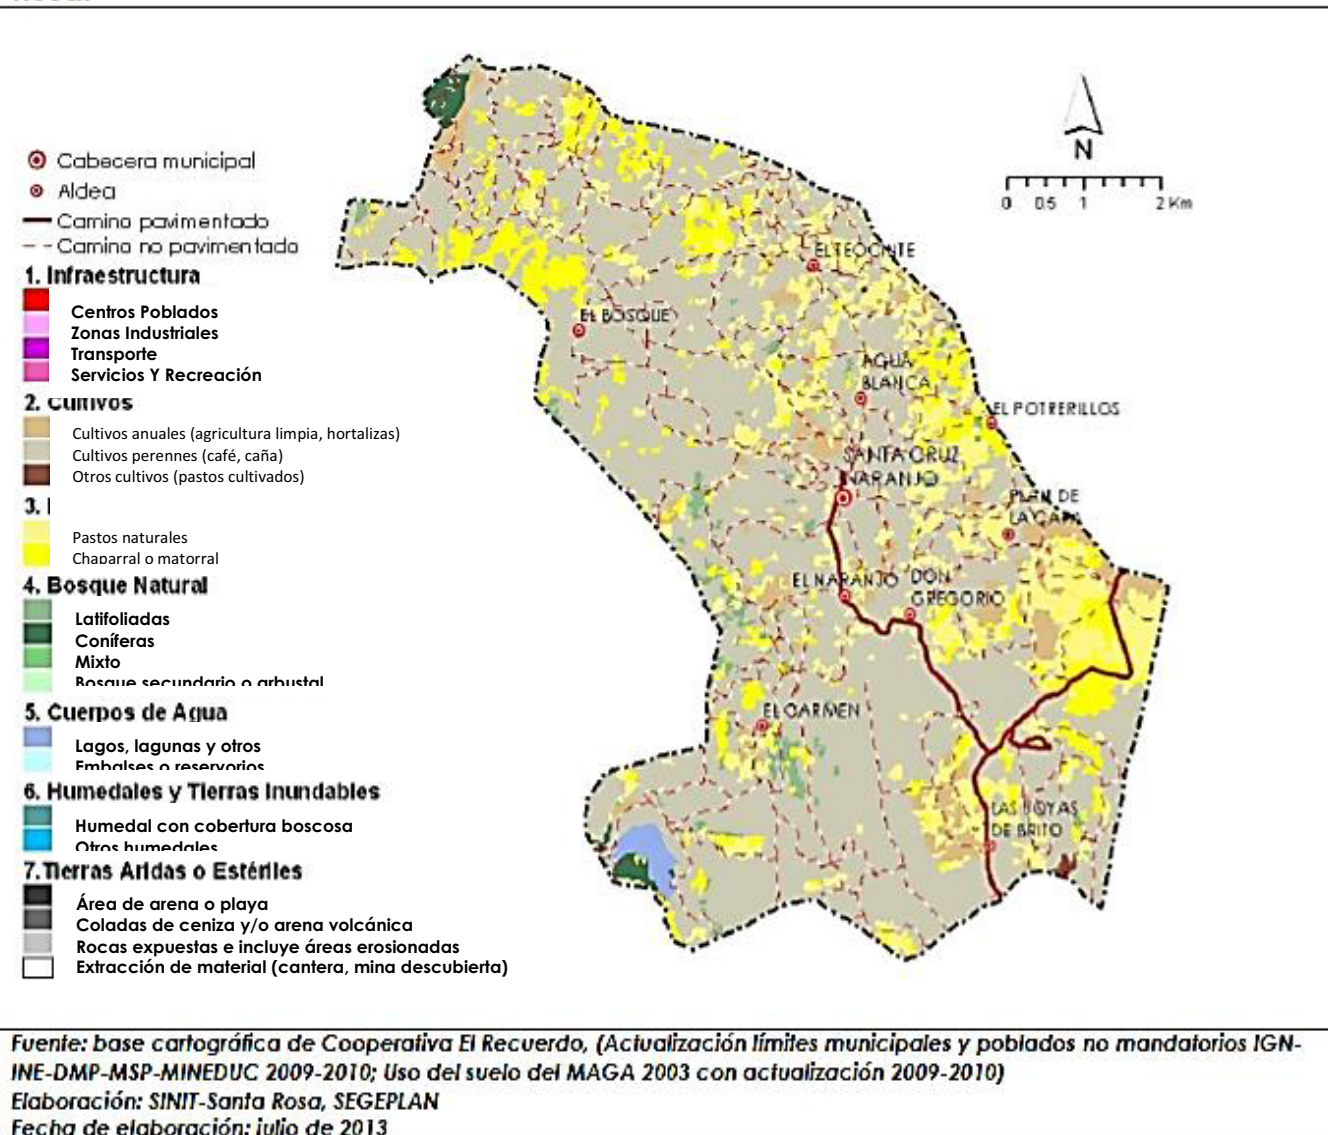 Cabecera municipal
Aldea
Camino pavimentado
Camino no pavimentado
1. Infraestructura
Centros Poblados
Zonas Industriales
Transporte
Servicios Y Recreación
2. Cultivos
Cultivos anuales (agricultura limpia, hortalizas)
Cultivos perennes (café, caña)
Otros cultivos (pastos cultivados)
3.
Pastos naturales
Chaparral o matorral
4. Bosque Natural
Latifoliadas
Coníferas
Mixto
Bosque secundario o arbustal
5. Cuerpos de Agua
Lagos, lagunas y otros
Embalses o reservorios
6. Humedales y Tierras Inundables
Humedal con cobertura boscosa
Otros humedales
7.Tierras Aridas o Estériles
Área de arena o playa
Coladas de ceniza y/o arena volcánica
Rocas expuestas e incluye áreas erosionadas
Extracción de material (cantera, mina descubierta)
N
0 0.5 1 2 Km
EL TEOCINTE
EL BOSQUE
AGUA
BLANCA
EL POTRERILLOS
SANTA CRUZ
NARANJO
PLAN DE
LA
EL NARANJO
DON
GREGORIO
EL CARMEN
LAS JOYAS
DE BRITO
Fuente: base cartográfica de Cooperativa El Recuerdo, (Actualización límites municipales y poblados no mandatorios IGN-
INE-DMP-MSP-MINEDUC 2009-2010; Uso del suelo del MAGA 2003 con actualización 2009-2010)
Elaboración: SINIT-Santa Rosa, SEGEPLAN
Fecha de elaboración: julio de 2013